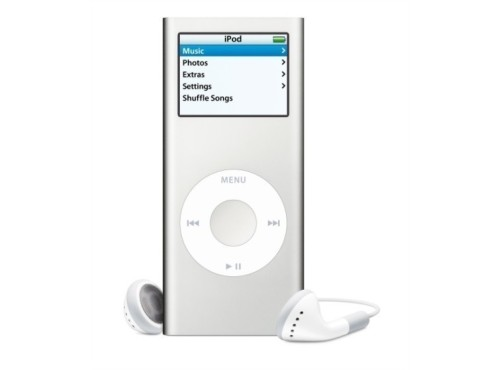 iPod
Music
Photos
Extras
Settings
Shuffle Songs
MENU